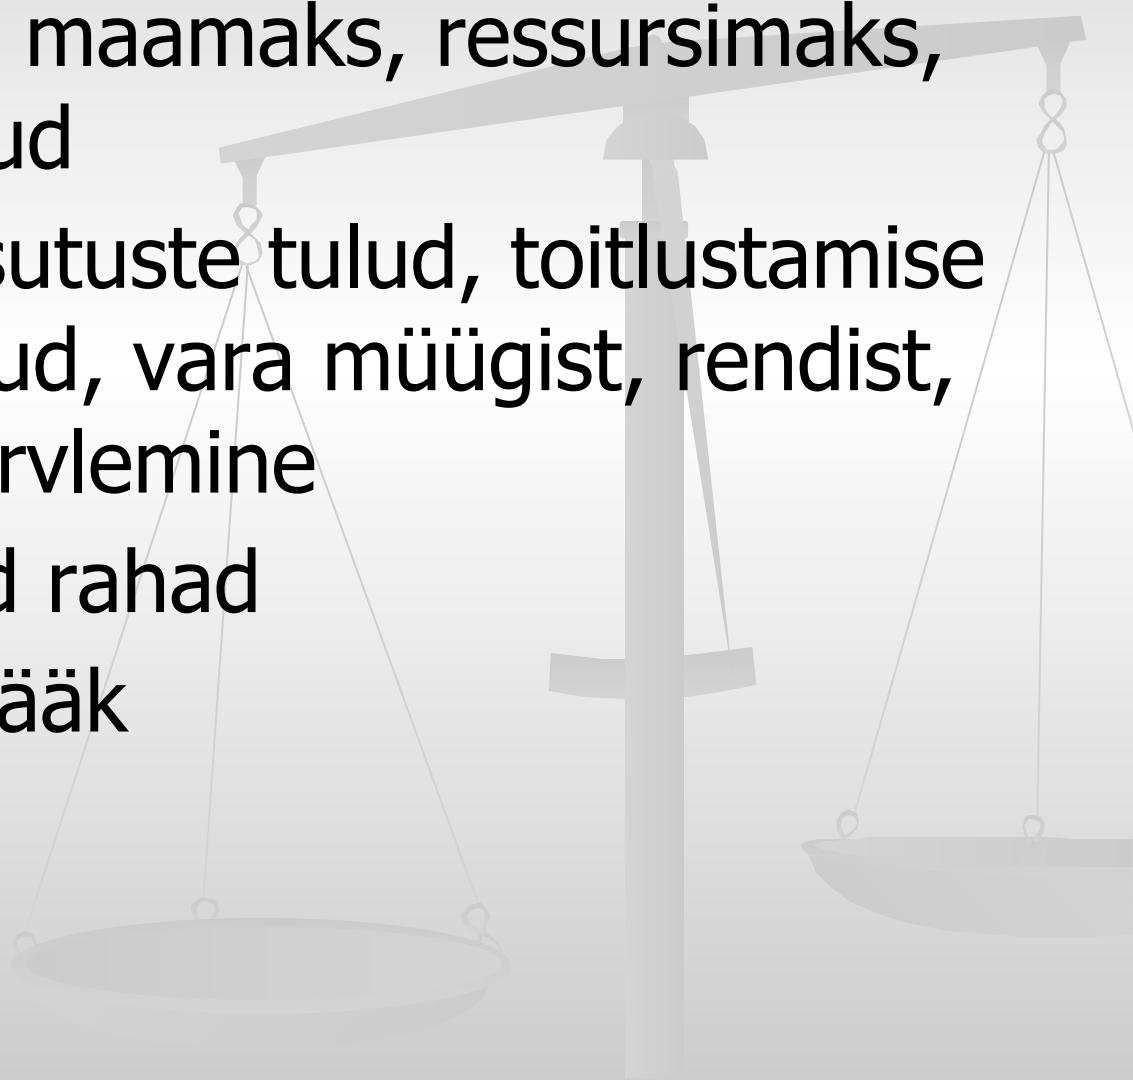 maamaks, ressursimaks,
ud
sutuste tulud, toitlustamise
ud, vara müügist, rendist,
rvlemine
rahad
ääk